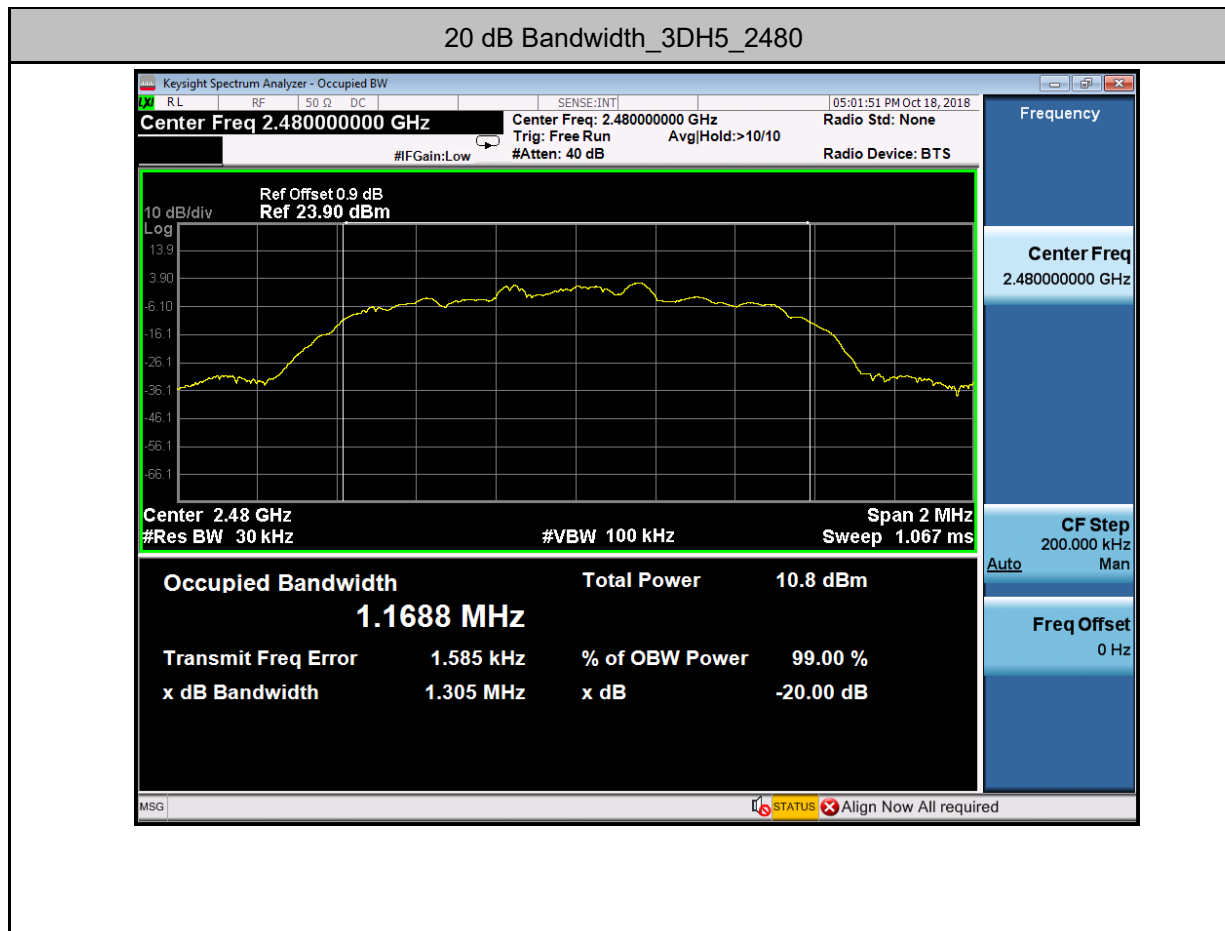 20 dB Bandwidth_3DH5_2480
Keysight Spectrum Analyzer - Occupied BW
LXI RL RF 50 Ω DC SENSE:INT 05:01:51 PM Oct 18, 2018
Center Freq 2.480000000 GHz Center Freq: 2.480000000 GHz Radio Std: None
Trig: Free Run Avg|Hold:>10/10
#IFGain:Low #Atten: 40 dB Radio Device: BTS
Ref Offset 0.9 dB
10 dB/div Ref 23.90 dBm
Log
13.9
3.90
-6.10
-16.1
-26.1
-36.1
-46.1
-56.1
-66.1
Center 2.48 GHz Span 2 MHz
#Res BW 30 kHz #VBW 100 kHz Sweep 1.067 ms
Occupied Bandwidth Total Power 10.8 dBm
1.1688 MHz
Transmit Freq Error 1.585 kHz % of OBW Power 99.00 %
x dB Bandwidth 1.305 MHz x dB -20.00 dB
Frequency
Center Freq
2.480000000 GHz
CF Step
200.000 kHz
Auto Man
Freq Offset
0 Hz
MSG STATUS Align Now All required